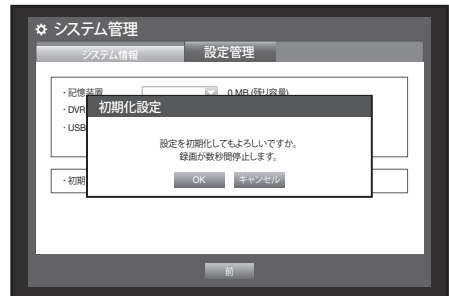 システム管理
システム情報 設定管理
・記憶装置 0 MB (残り容量)
・DVR
・USB
初期化設定
設定を初期化してもよろしいですか。
録画が数秒間停止します。
OK キャンセル
・初期
前